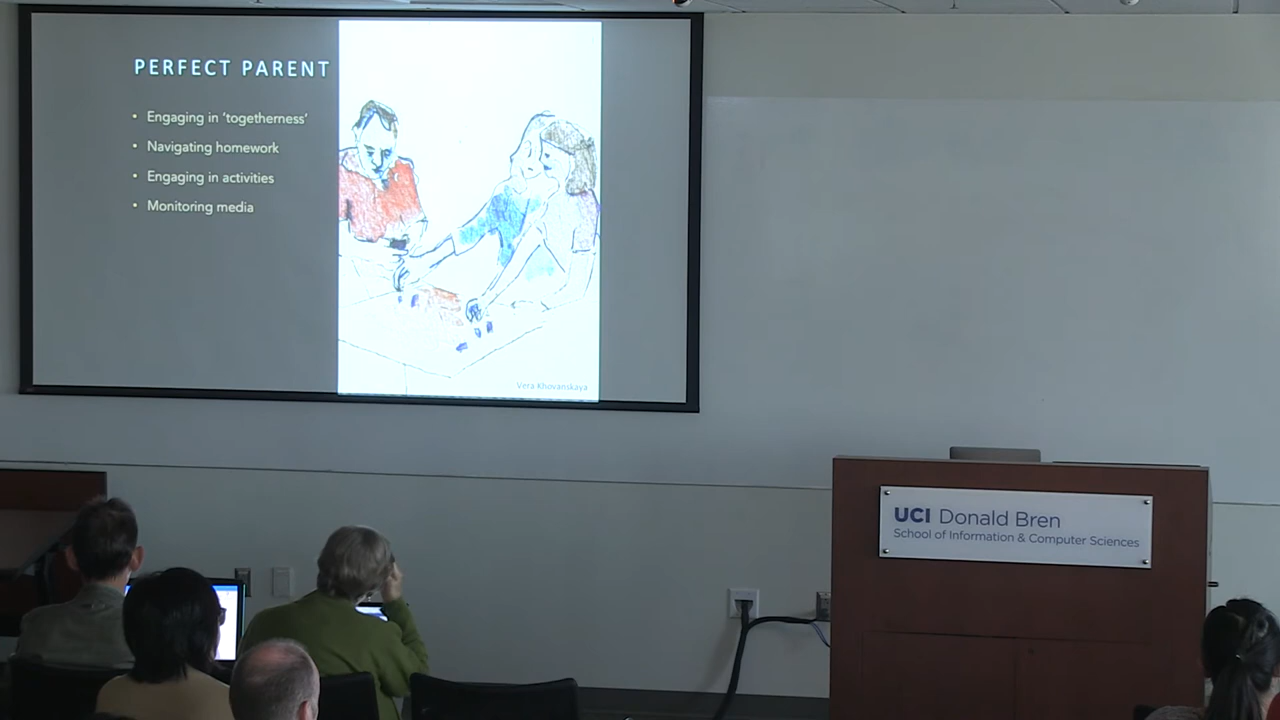 PERFECT PARENT
• Engaging in ‘togetherness’
• Navigating homework
• Engaging in activities
• Monitoring media
Vera Khovanskaya
UCI Donald Bren
School of Information & Computer Sciences